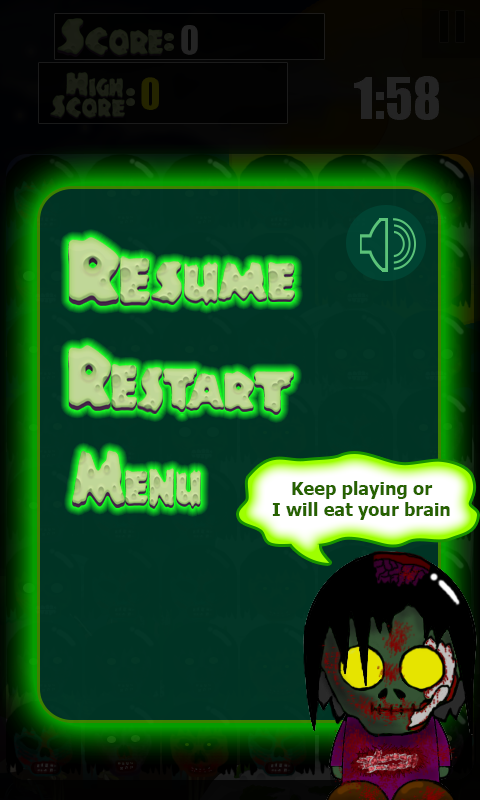 Score: 0
High
Score: 0
1:58
Resume
Restart
Menu
Keep playing or
I will eat your brain